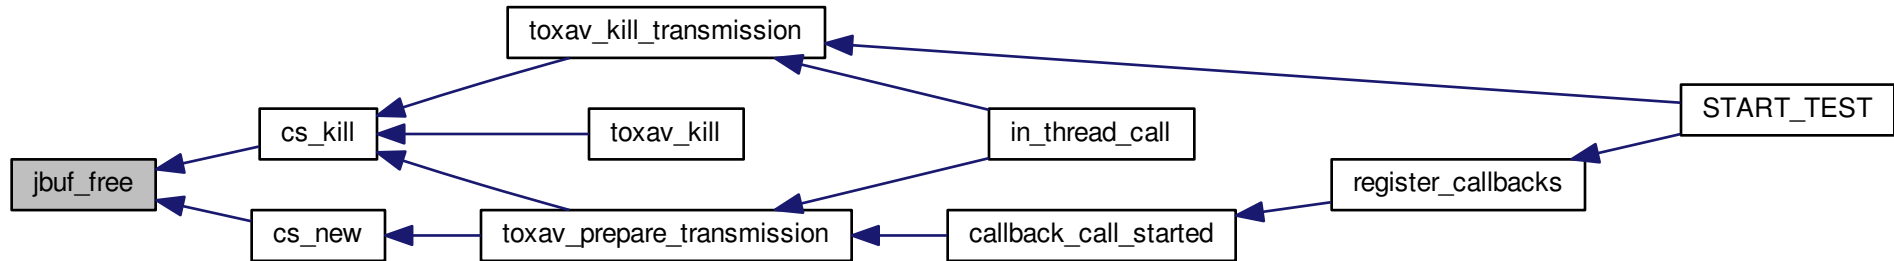 toxav_kill_transmission
START_TEST
cs_kill
toxav_kill
in_thread_call
jbuf_free
register_callbacks
cs_new
toxav_prepare_transmission
callback_call_started